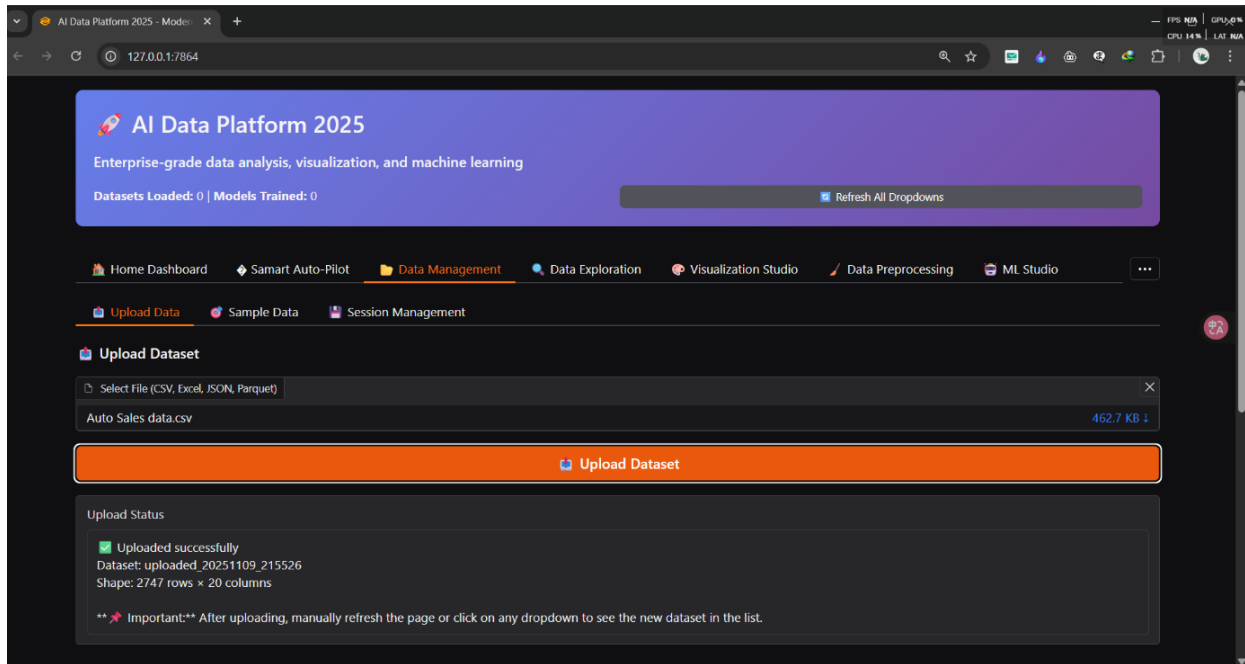 AI Data Platform 2025 - Modern
FPS N/A | GPU 0%
CPU 14% | LAT N/A
127.0.0.1:7864
🚀 AI Data Platform 2025
Enterprise-grade data analysis, visualization, and machine learning
Datasets Loaded: 0 | Models Trained: 0
Refresh All Dropdowns
Home Dashboard
Samart Auto-Pilot
Data Management
Data Exploration
Visualization Studio
Data Preprocessing
ML Studio
...
Upload Data
Sample Data
Session Management
Upload Dataset
Select File (CSV, Excel, JSON, Parquet)
Auto Sales data.csv
462.7 KB ↓
Upload Dataset
Upload Status
✅ Uploaded successfully
Dataset: uploaded_20251109_215526
Shape: 2747 rows × 20 columns
** 📌 Important:** After uploading, manually refresh the page or click on any dropdown to see the new dataset in the list.